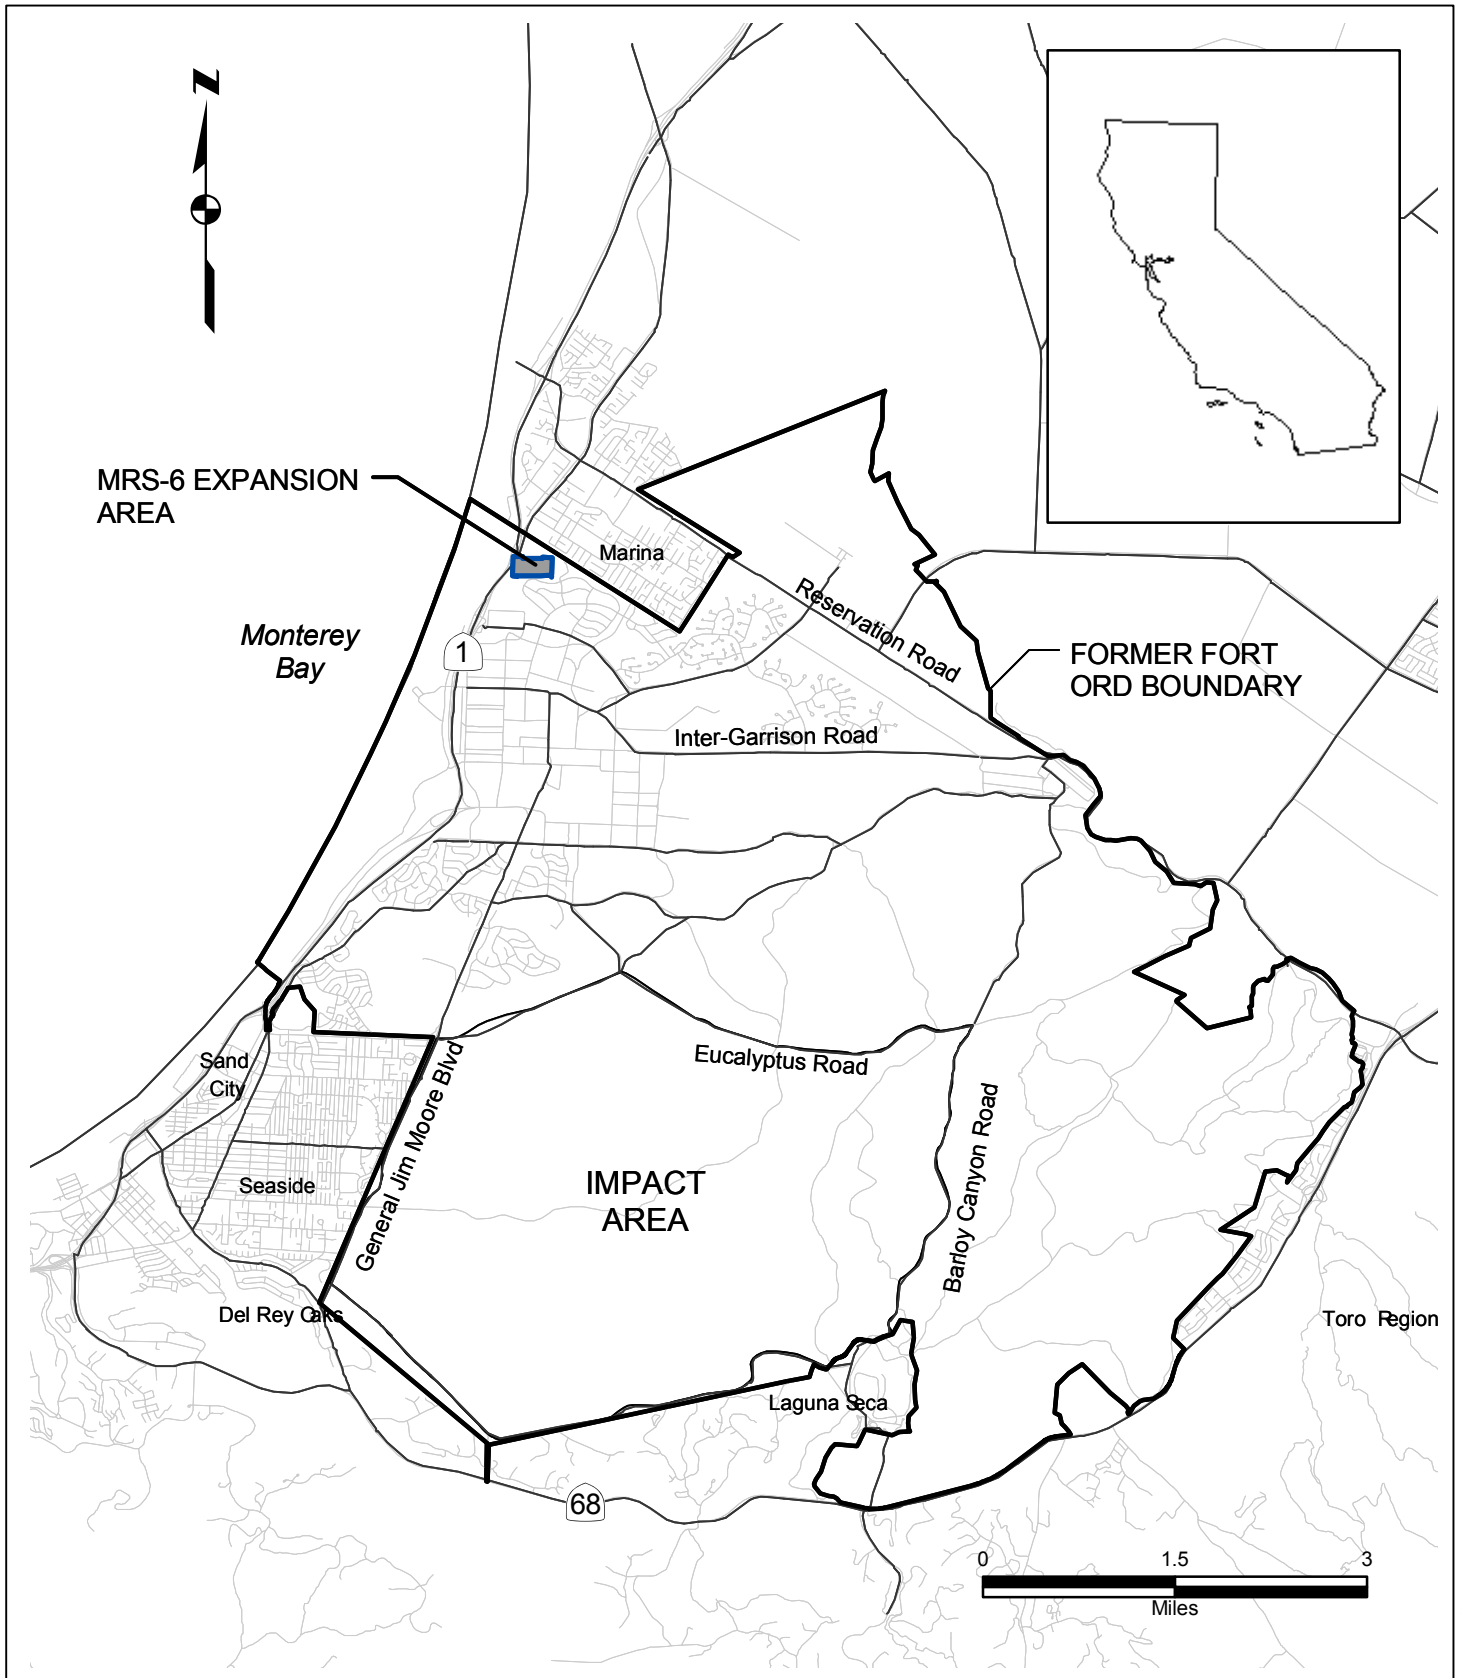 N
MRS-6 EXPANSION
AREA
Marina
Reservation Road
Monterey
Bay
1
FORMER FORT
ORD BOUNDARY
Inter-Garrison Road
Sand
City
Eucalyptus Road
General Jim Moore Blvd
Barloy Canyon Road
Seaside
IMPACT
AREA
Del Rey Oaks
Toro Region
Laguna Seca
68
0 1.5 3
Miles